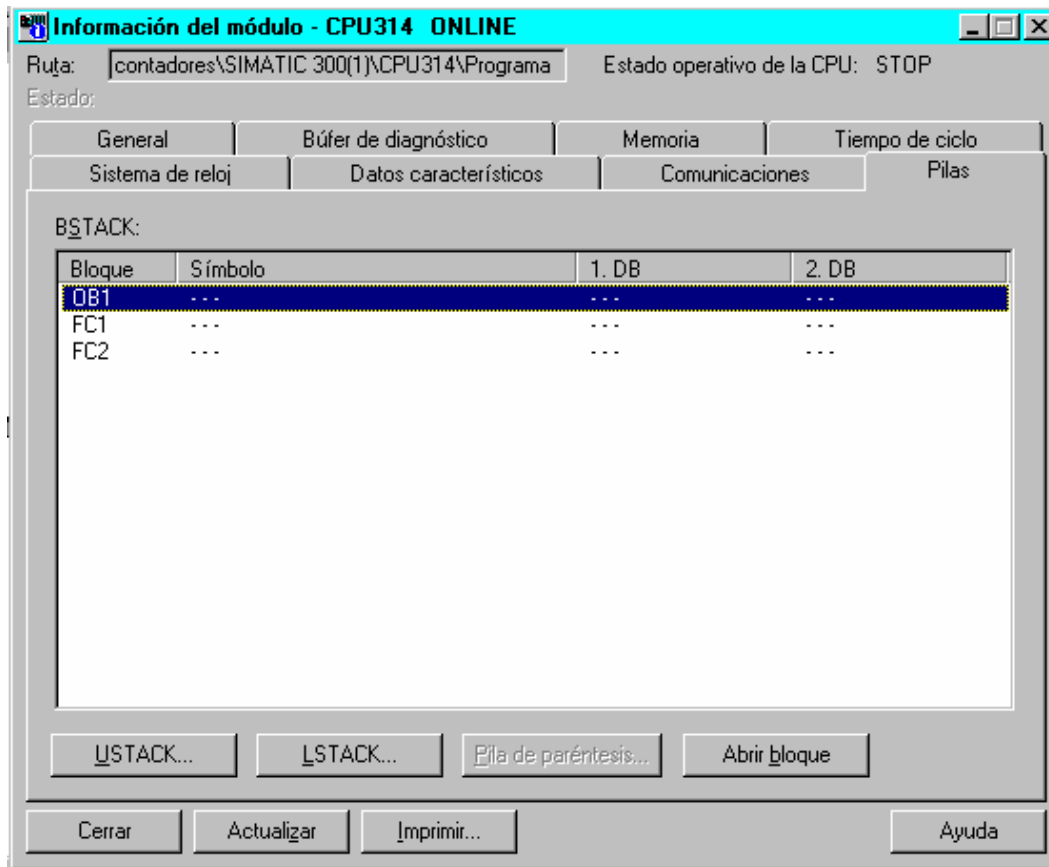 Información del módulo - CPU314 ONLINE
Ruta: contadores\SIMATIC 300(1)\CPU314\Programa Estado operativo de la CPU: STOP
Estado:
General Búfer de diagnóstico Memoria Tiempo de ciclo
Sistema de reloj Datos característicos Comunicaciones Pilas
BSTACK:
Bloque Símbolo 1. DB 2. DB
OB1 --- --- ---
FC1 --- --- ---
FC2 --- --- ---
USTACK... LSTACK... Pila de paréntesis... Abrir bloque
Cerrar Actualizar Imprimir... Ayuda